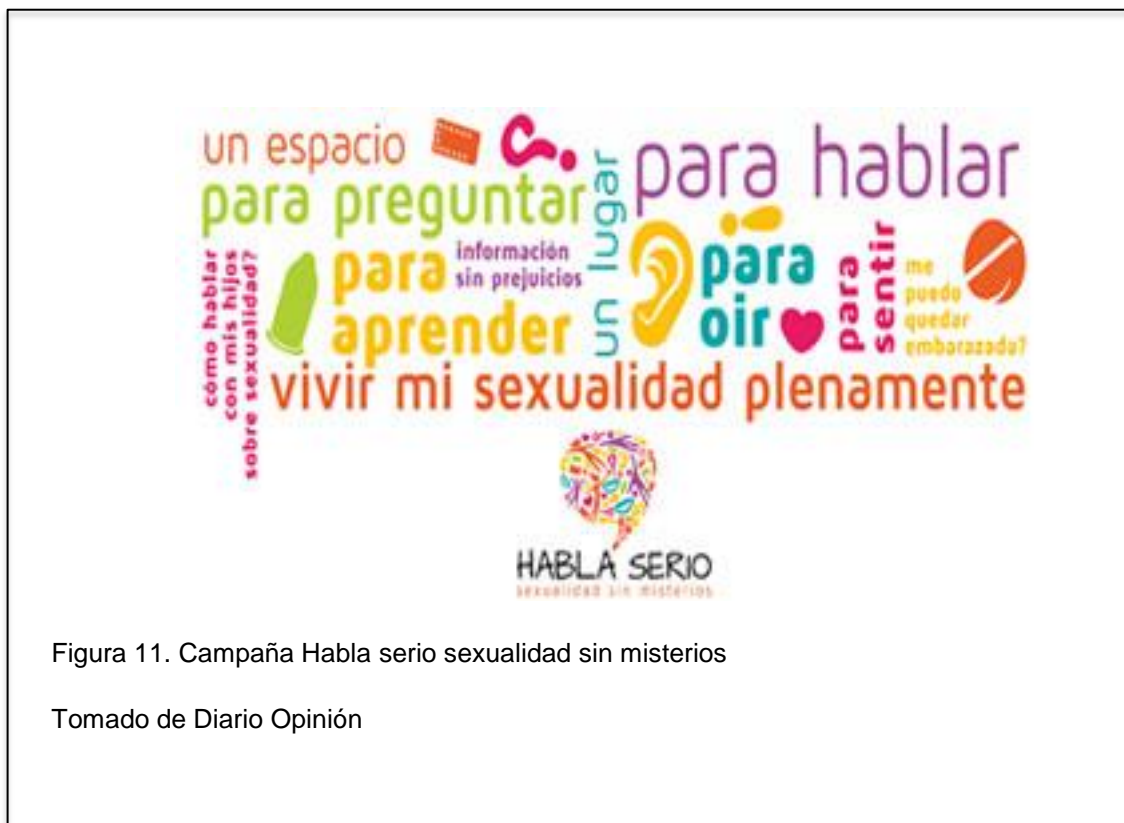 un espacio
para preguntar
un lugar
para hablar
cómo hablar
con mis hijos
sobre sexualidad?
para
aprender
información
sin prejuicios
para
oir
para
sentir
me
puedo
quedar
embarazada?
vivir mi sexualidad plenamente
HABLA SERIO
sexualidad sin misterios
Figura 11. Campaña Habla serio sexualidad sin misterios
Tomado de Diario Opinión